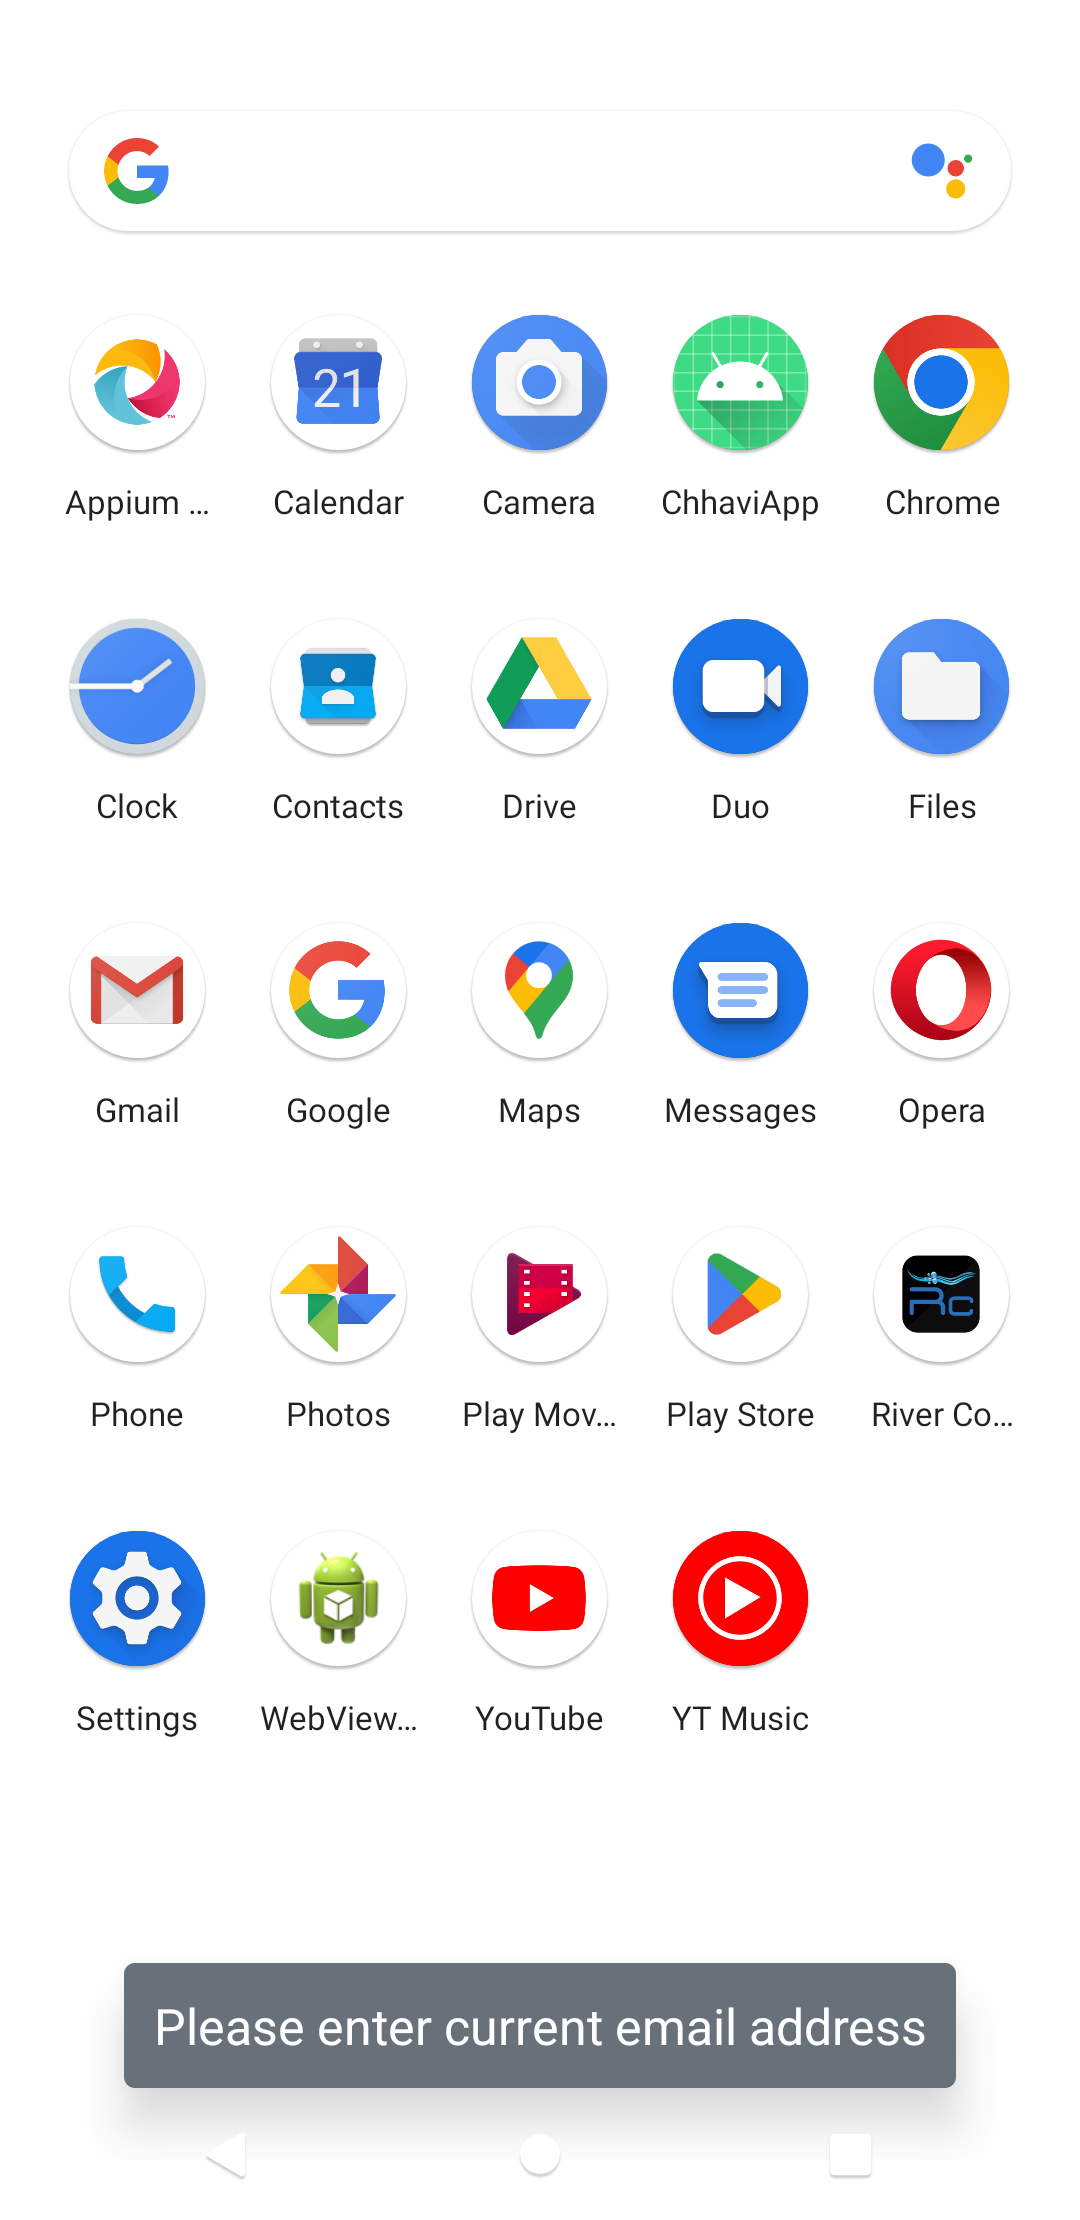 21
Appium ...
Calendar
Camera
ChhaviApp
Chrome
Clock
Contacts
Drive
Duo
Files
Gmail
Google
Maps
Messages
Opera
Phone
Photos
Play Mov...
Play Store
Rc
River Co...
Settings
WebView...
YouTube
YT Music
Please enter current email address